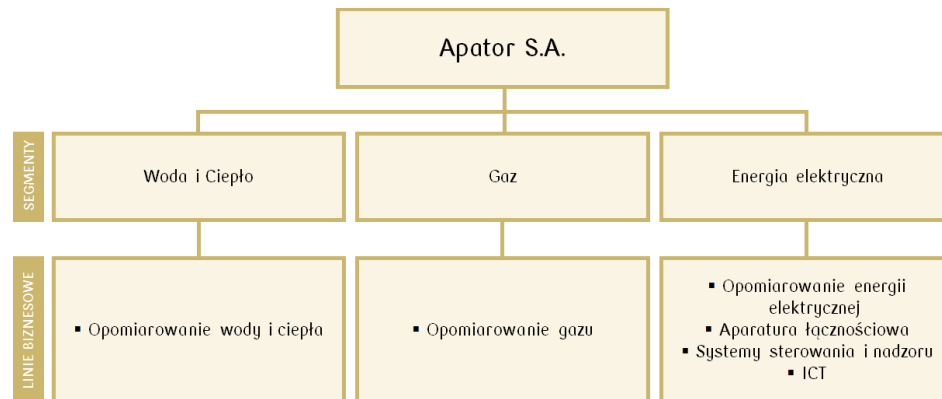 Apator S.A.
SEGMENTY
Woda i Ciepło
Gaz
Energia elektryczna
LINIE BIZNESOWE
▪ Opomiarowanie wody i ciepła
▪ Opomiarowanie gazu
▪ Opomiarowanie energii
elektrycznej
▪ Aparatura łącznościowa
▪ Systemy sterowania i nadzoru
▪ ICT